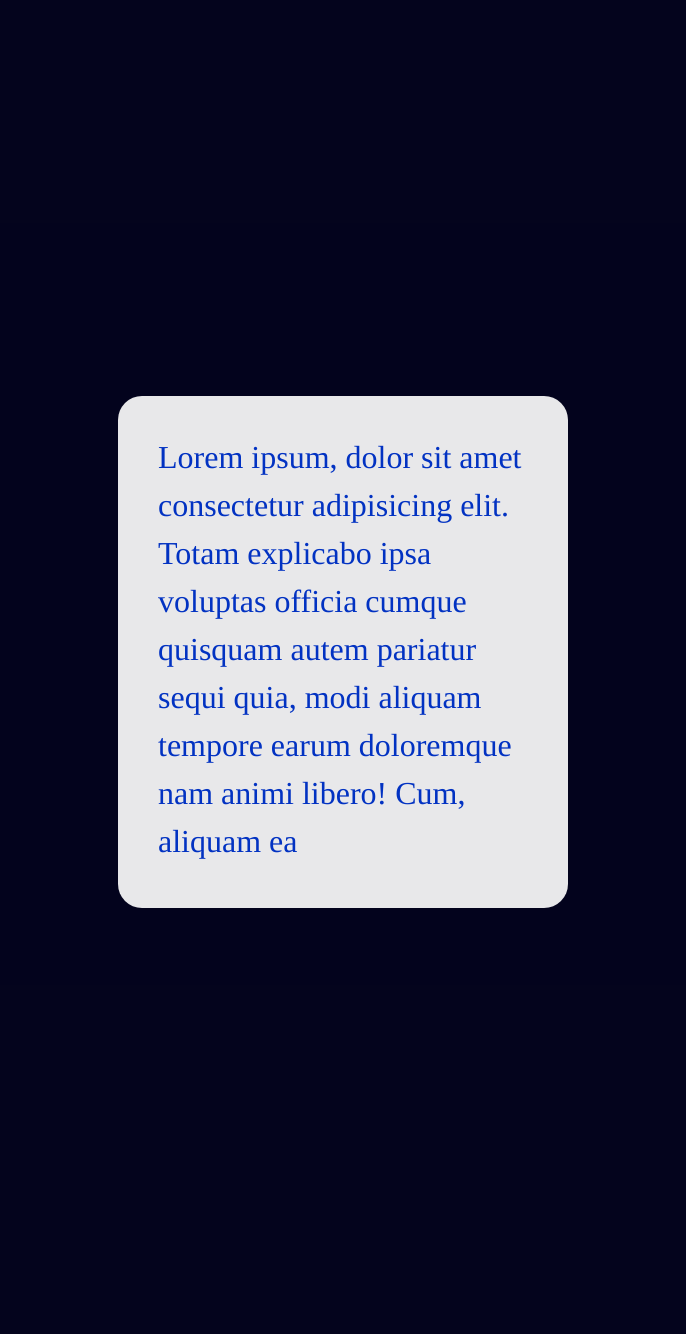 Lorem ipsum, dolor sit amet
consectetur adipisicing elit.
Totam explicabo ipsa
voluptas officia cumque
quisquam autem pariatur
sequi quia, modi aliquam
tempore earum doloremque
nam animi libero! Cum,
aliquam ea